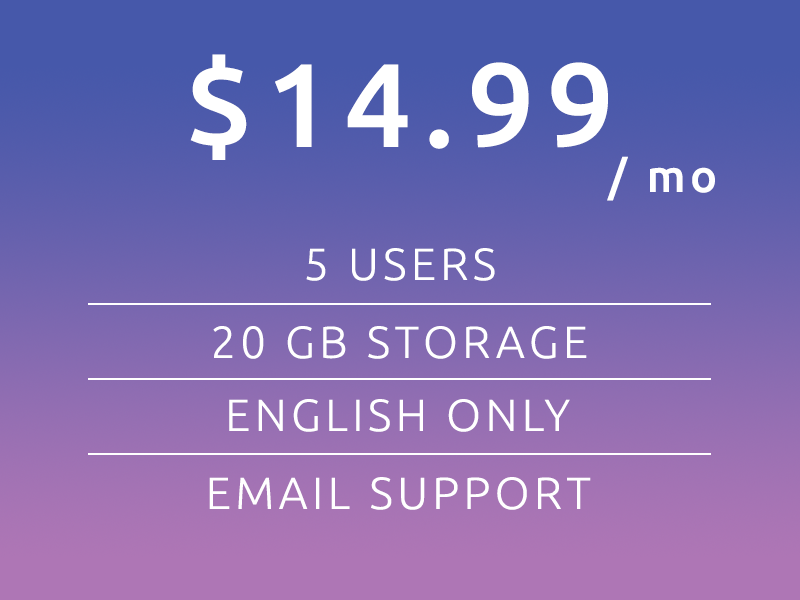 $14.99
/ mo
5 USERS
20 GB STORAGE
ENGLISH ONLY
EMAIL SUPPORT